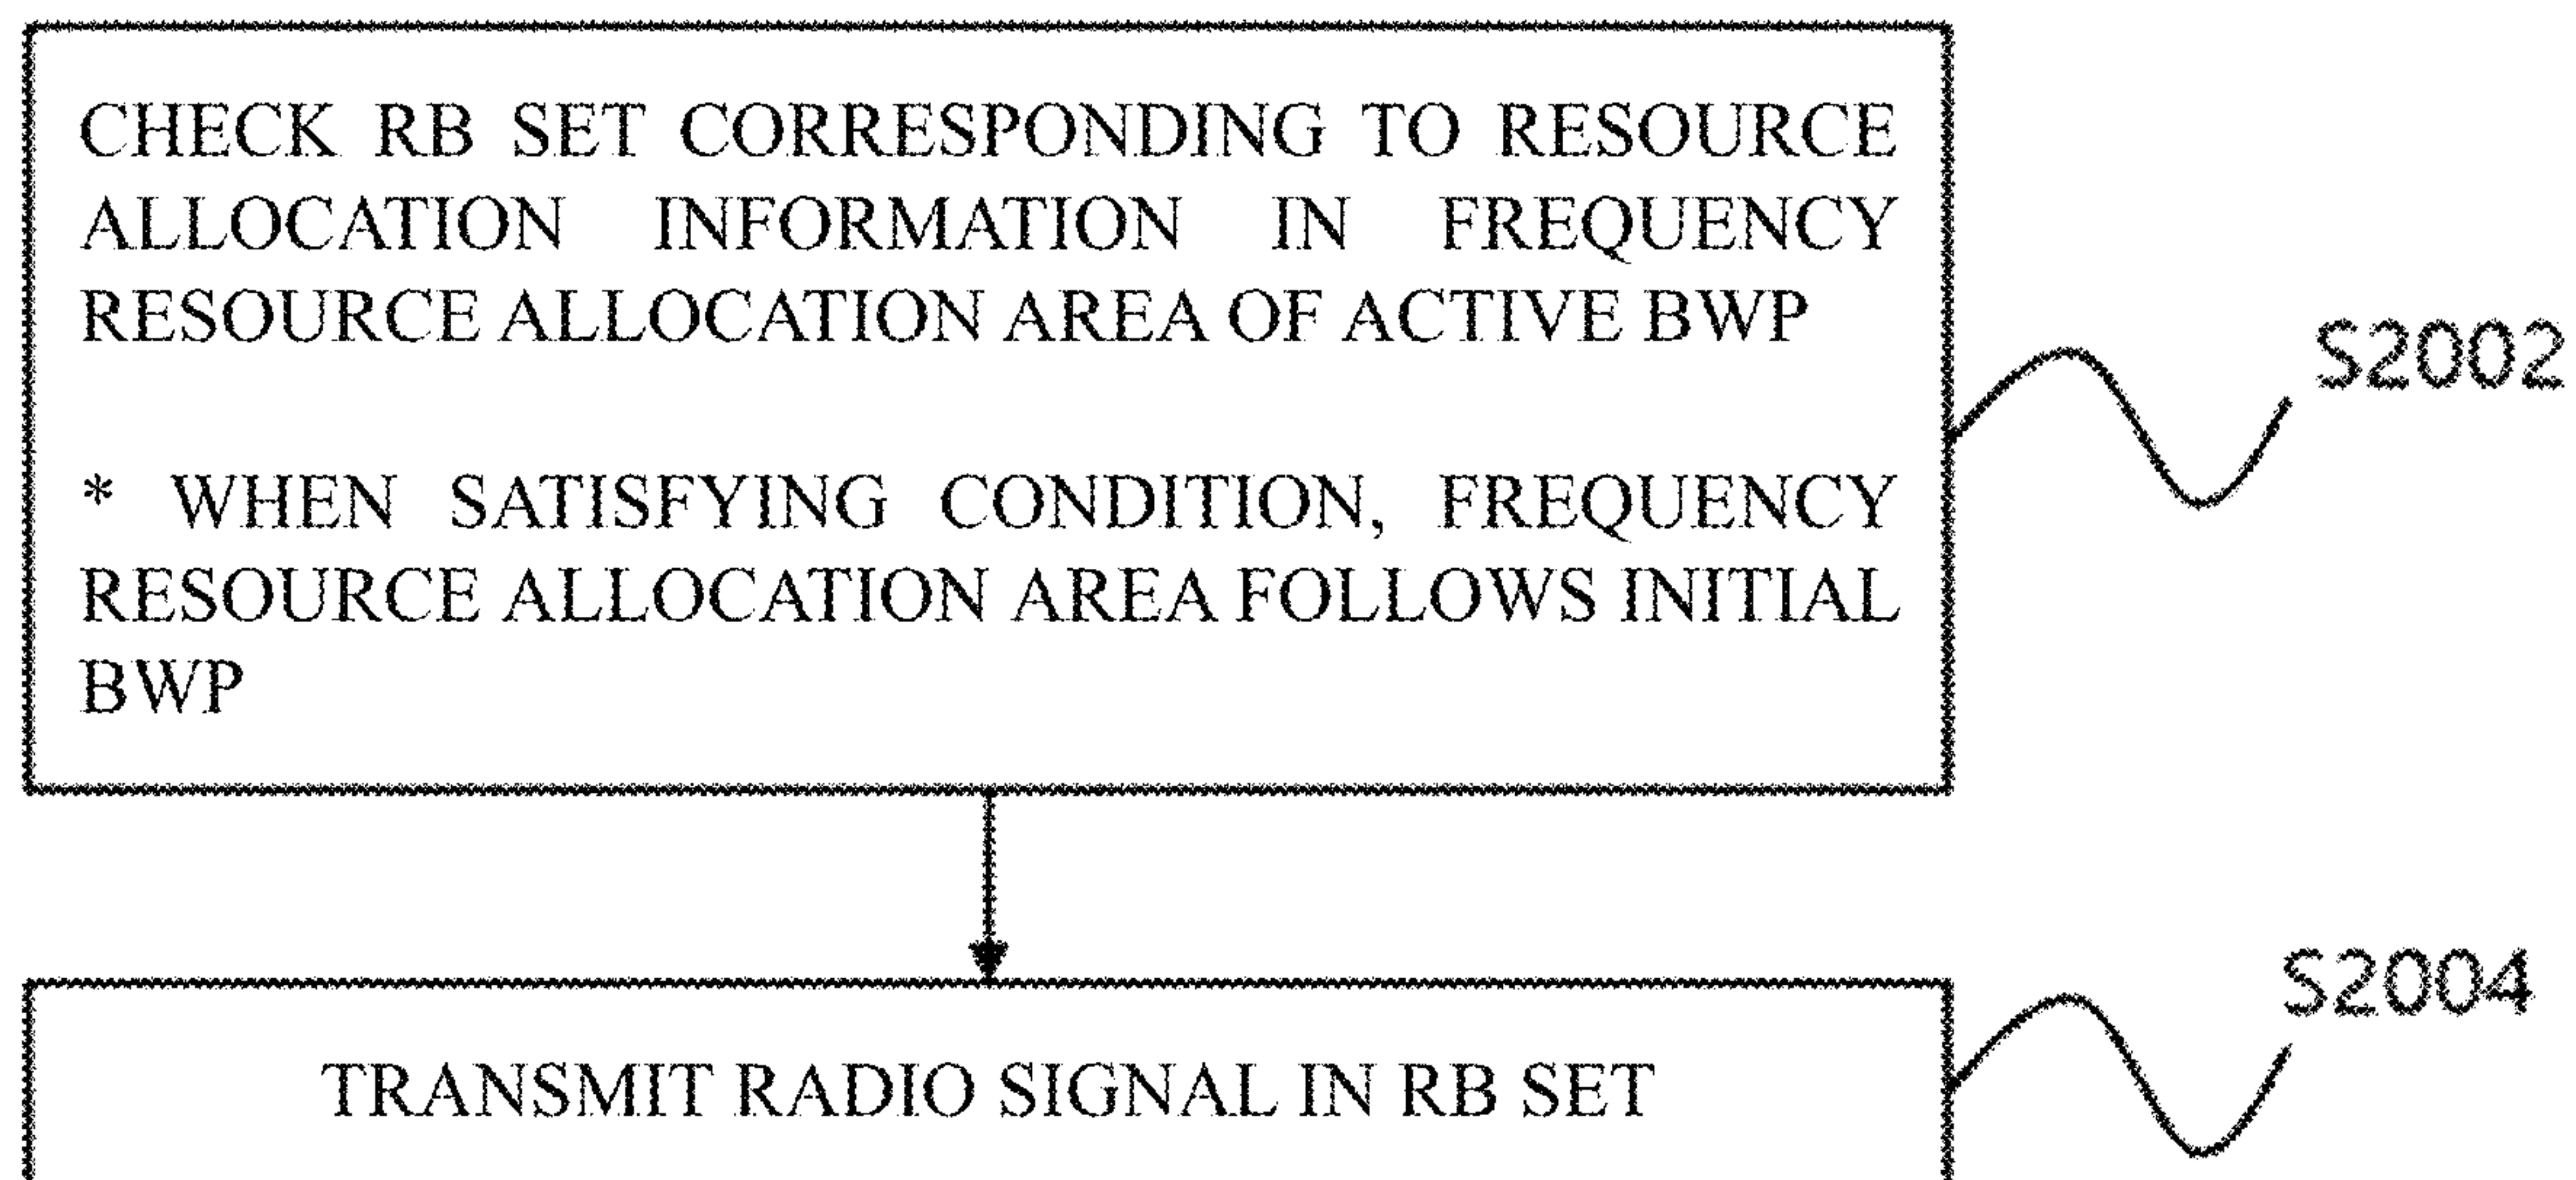 CHECK RB SET CORRESPONDING TO RESOURCE
ALLOCATION INFORMATION IN FREQUENCY
RESOURCE ALLOCATION AREA OF ACTIVE BWP
* WHEN SATISFYING CONDITION, FREQUENCY
RESOURCE ALLOCATION AREA FOLLOWS INITIAL
BWP
S2002
TRANSMIT RADIO SIGNAL IN RB SET
S2004